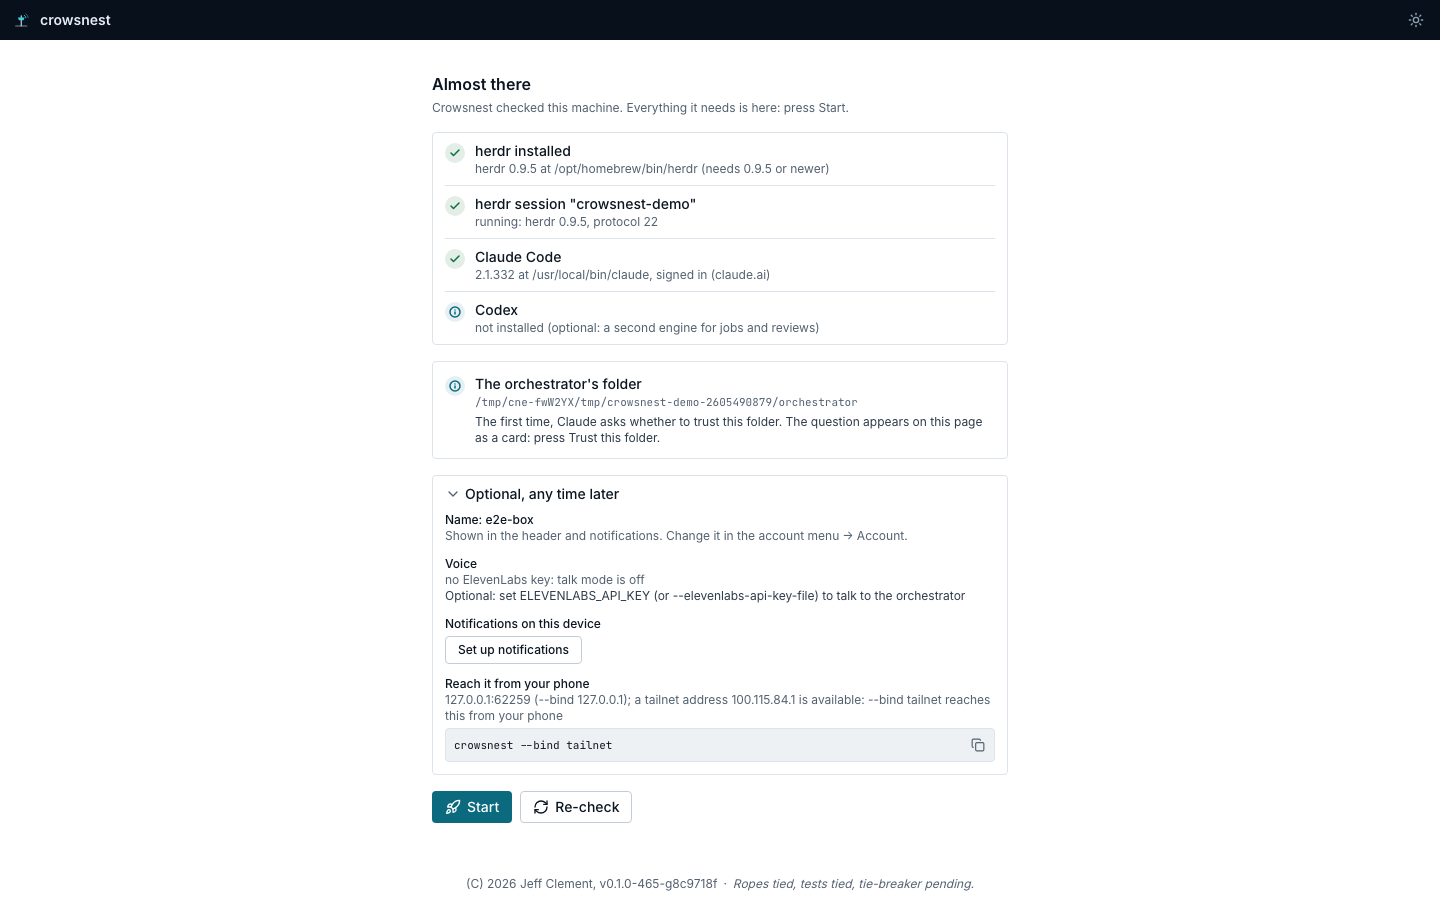 crowsnest
Almost there
Crowsnest checked this machine. Everything it needs is here: press Start.
herdr installed
herdr 0.9.5 at /opt/homebrew/bin/herdr (needs 0.9.5 or newer)
herdr session "crowsnest-demo"
running: herdr 0.9.5, protocol 22
Claude Code
2.1.332 at /usr/local/bin/claude, signed in (claude.ai)
Codex
not installed (optional: a second engine for jobs and reviews)
The orchestrator's folder
/tmp/cne-fwW2YX/tmp/crowsnest-demo-2605490879/orchestrator
The first time, Claude asks whether to trust this folder. The question appears on this page
as a card: press Trust this folder.
Optional, any time later
Name: e2e-box
Shown in the header and notifications. Change it in the account menu → Account.
Voice
no ElevenLabs key: talk mode is off
Optional: set ELEVENLABS_API_KEY (or --elevenlabs-api-key-file) to talk to the orchestrator
Notifications on this device
Set up notifications
Reach it from your phone
127.0.0.1:62259 (--bind 127.0.0.1); a tailnet address 100.115.84.1 is available: --bind tailnet reaches
this from your phone
crowsnest --bind tailnet
Start
Re-check
(C) 2026 Jeff Clement, v0.1.0-465-g8c9718f · Ropes tied, tests tied, tie-breaker pending.